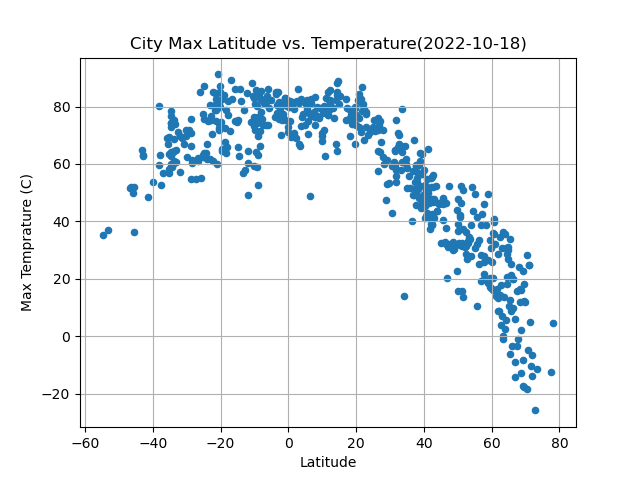 City Max Latitude vs. Temperature(2022-10-18)
Max Temprature (C)
80
60
40
20
0
−20
−60 −40 −20 0 20 40 60 80
Latitude